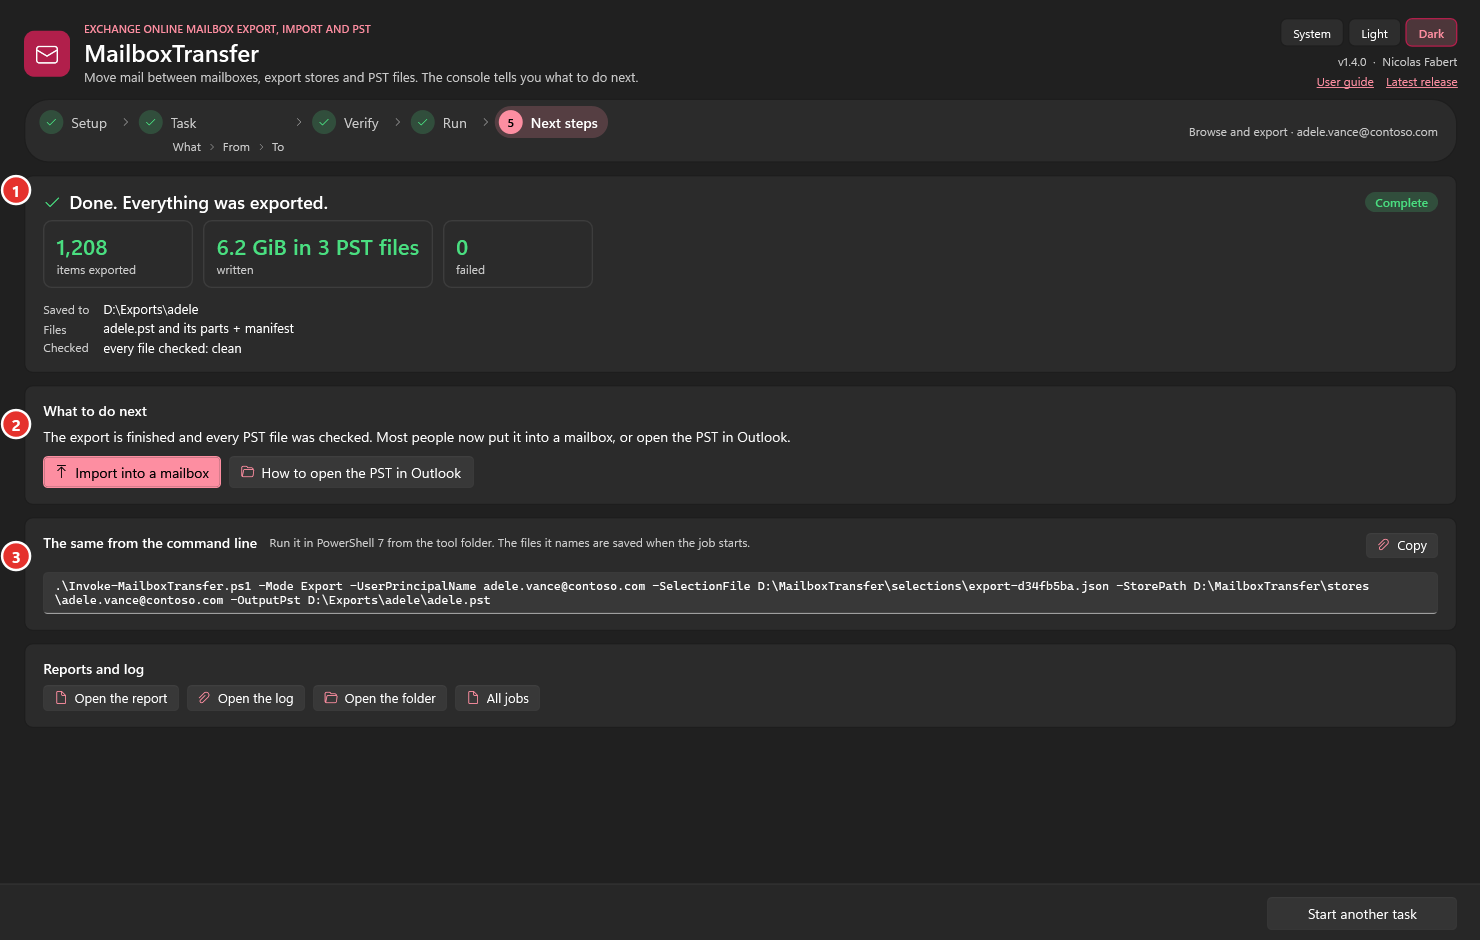 EXCHANGE ONLINE MAILBOX EXPORT, IMPORT AND PST
MailboxTransfer
Move mail between mailboxes, export stores and PST files. The console tells you what to do next.
System
Light
Dark
v1.4.0 · Nicolas Fabert
User guide
Latest release
Setup
Task
Verify
Run
5 Next steps
What
From
To
Browse and export · adele.vance@contoso.com
1
Done. Everything was exported.
Complete
1,208
items exported
6.2 GiB in 3 PST files
written
0
failed
Saved to D:\Exports\adele
Files adele.pst and its parts + manifest
Checked every file checked: clean
2
What to do next
The export is finished and every PST file was checked. Most people now put it into a mailbox, or open the PST in Outlook.
Import into a mailbox
How to open the PST in Outlook
3
The same from the command line Run it in PowerShell 7 from the tool folder. The files it names are saved when the job starts.
Copy
.\Invoke-MailboxTransfer.ps1 -Mode Export -UserPrincipalName adele.vance@contoso.com -SelectionFile D:\MailboxTransfer\selections\export-d34fb5ba.json -StorePath D:\MailboxTransfer\stores
\adele.vance@contoso.com -OutputPst D:\Exports\adele\adele.pst
Reports and log
Open the report
Open the log
Open the folder
All jobs
Start another task